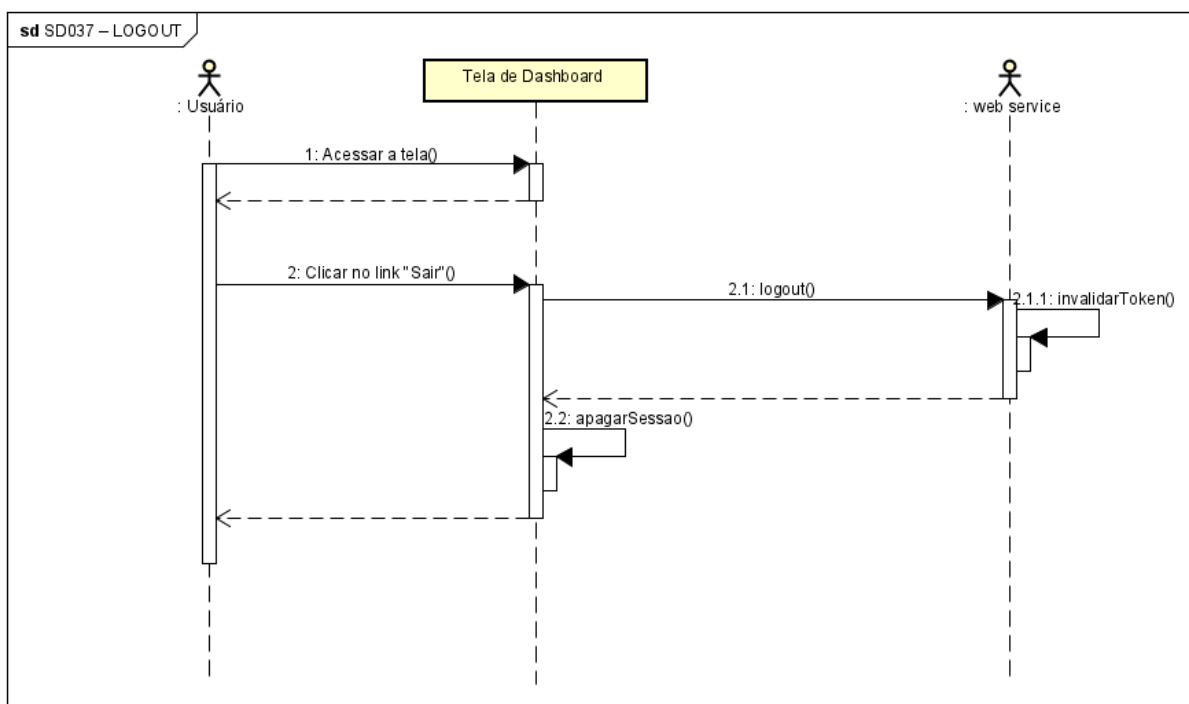 sd SD037 – LOGOUT
: Usuário
Tela de Dashboard
: web service
1: Acessar a tela()
2: Clicar no link "Sair"()
2.1: logout()
2.1.1: invalidarToken()
2.2: apagarSessao()